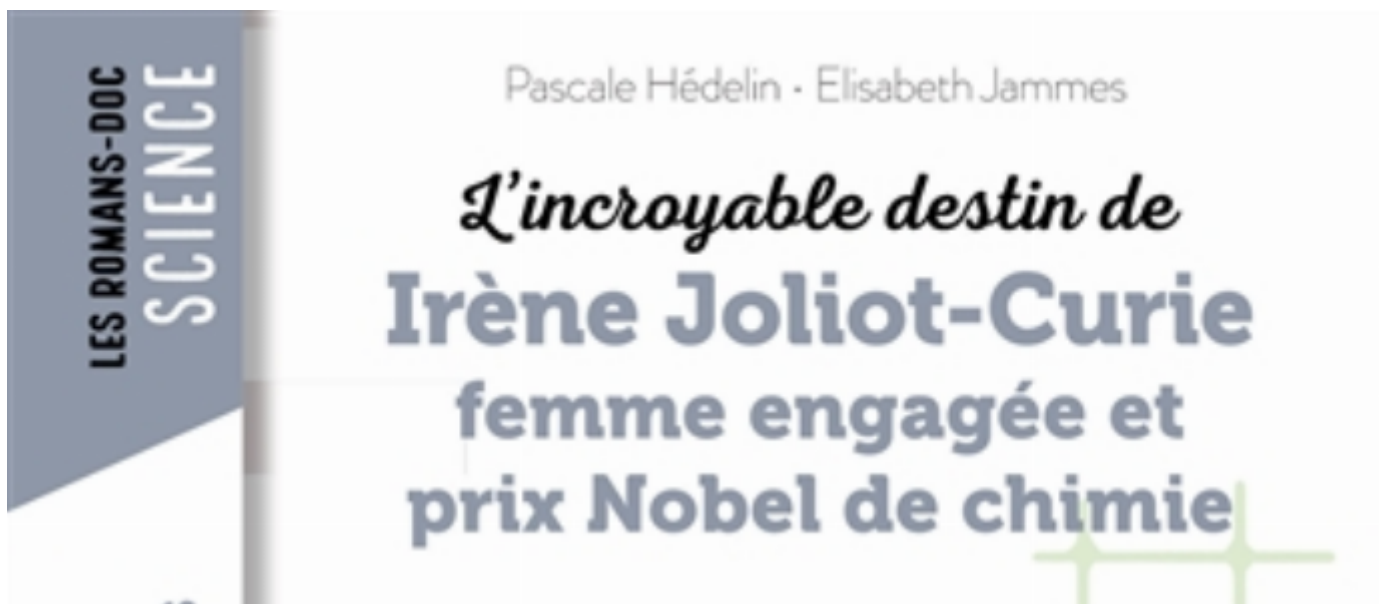 LES ROMANS-DOC
SCIENCE
Pascale Hédelin • Elisabeth Jammes
L'incroyable destin de
Irène Joliot-Curie
femme engagée et
prix Nobel de chimie